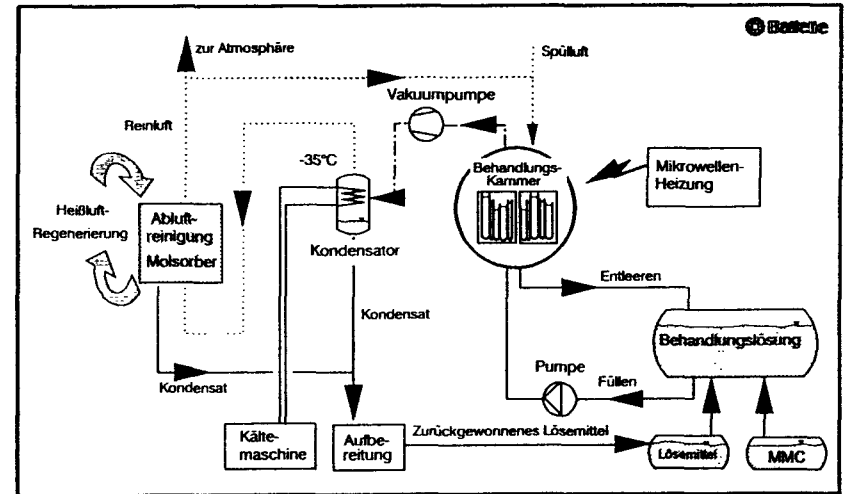 Battelle
zur Atmosphäre
Spülluft
Vakuumpumpe
Reinluft
-35°C
Behandlungs-
Kammer
Mikrowellen-
Heizung
Heißluft-
Regenerierung
Abluft-
reinigung
Molsorber
Kondensator
Entleeren
Kondensat
Behandlungslösung
Pumpe
Füllen
Kondensat
Kälte-
maschine
Aufbe-
reitung
Zurückgewonnenes Lösemittel
Lösemittel
MMC